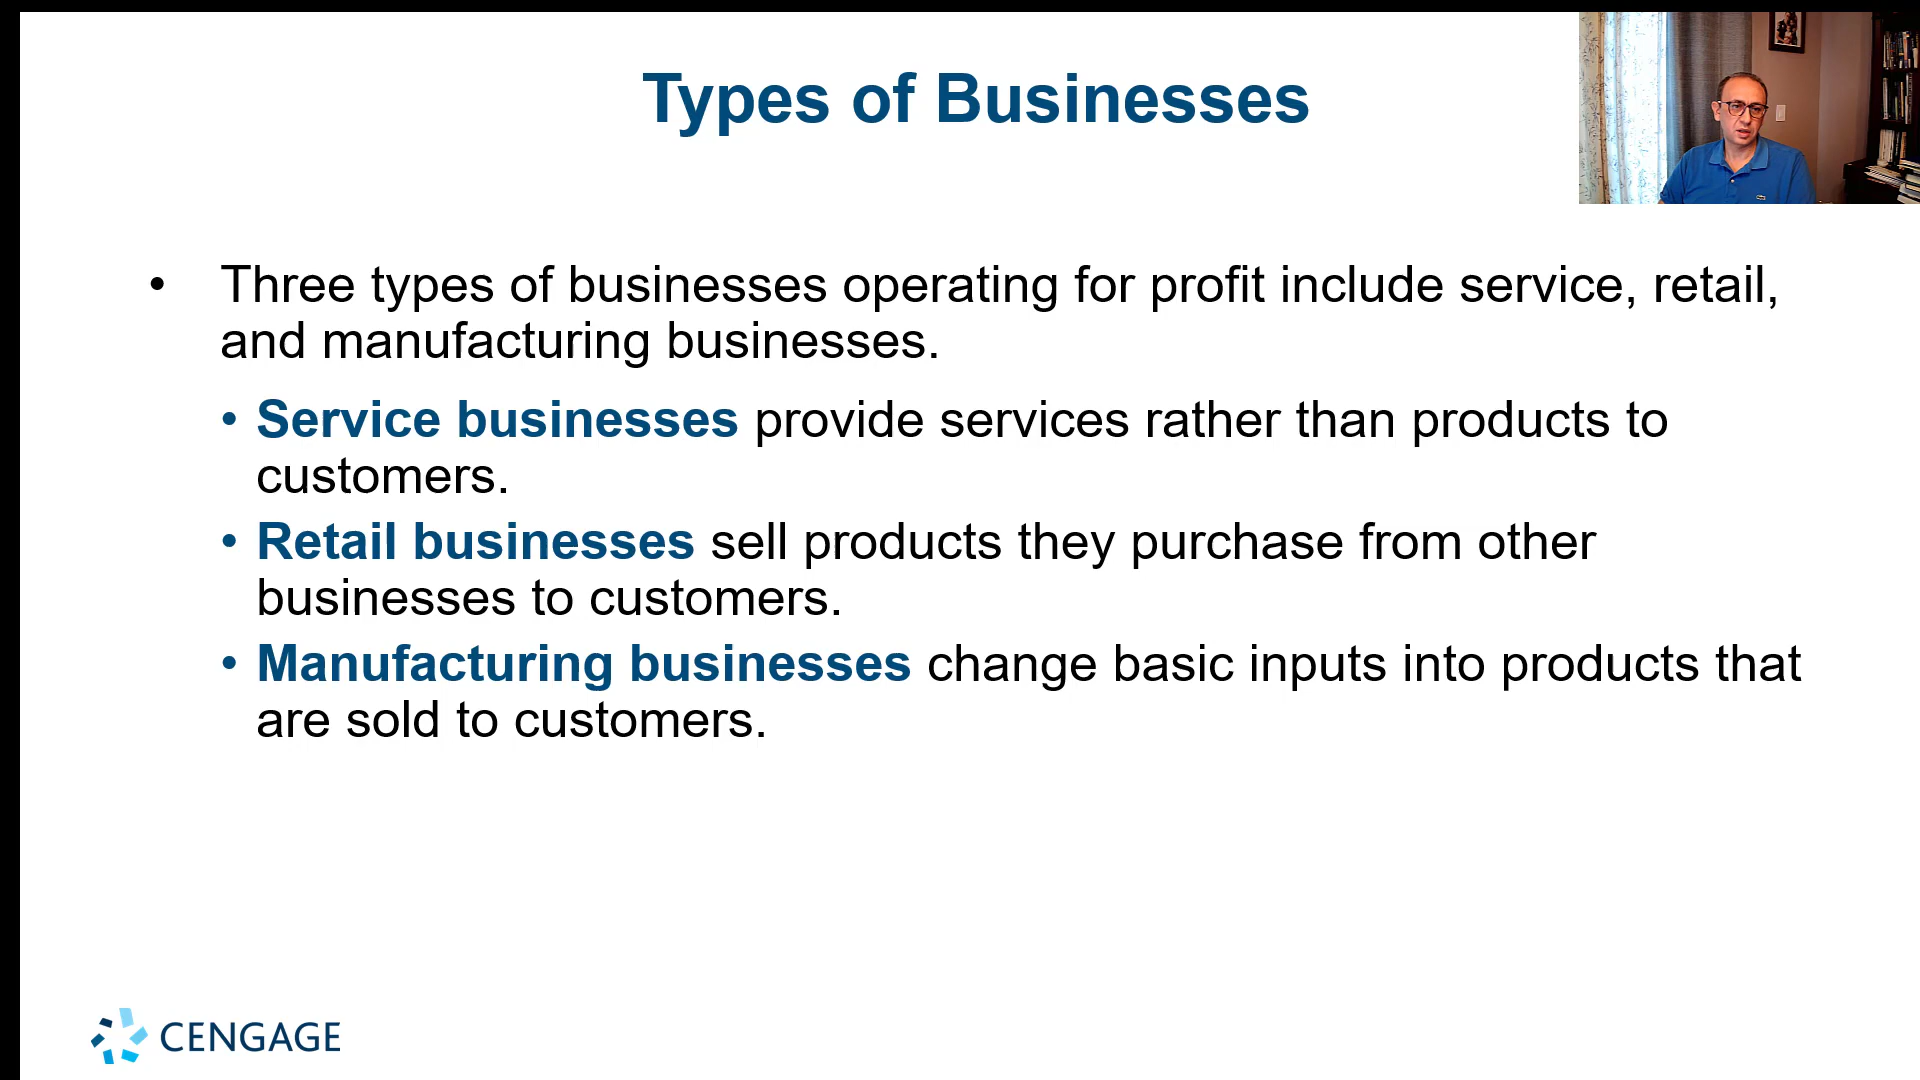 Types of Businesses
• Three types of businesses operating for profit include service, retail,
and manufacturing businesses.
• Service businesses provide services rather than products to
customers.
• Retail businesses sell products they purchase from other
businesses to customers.
• Manufacturing businesses change basic inputs into products that
are sold to customers.
CENGAGE